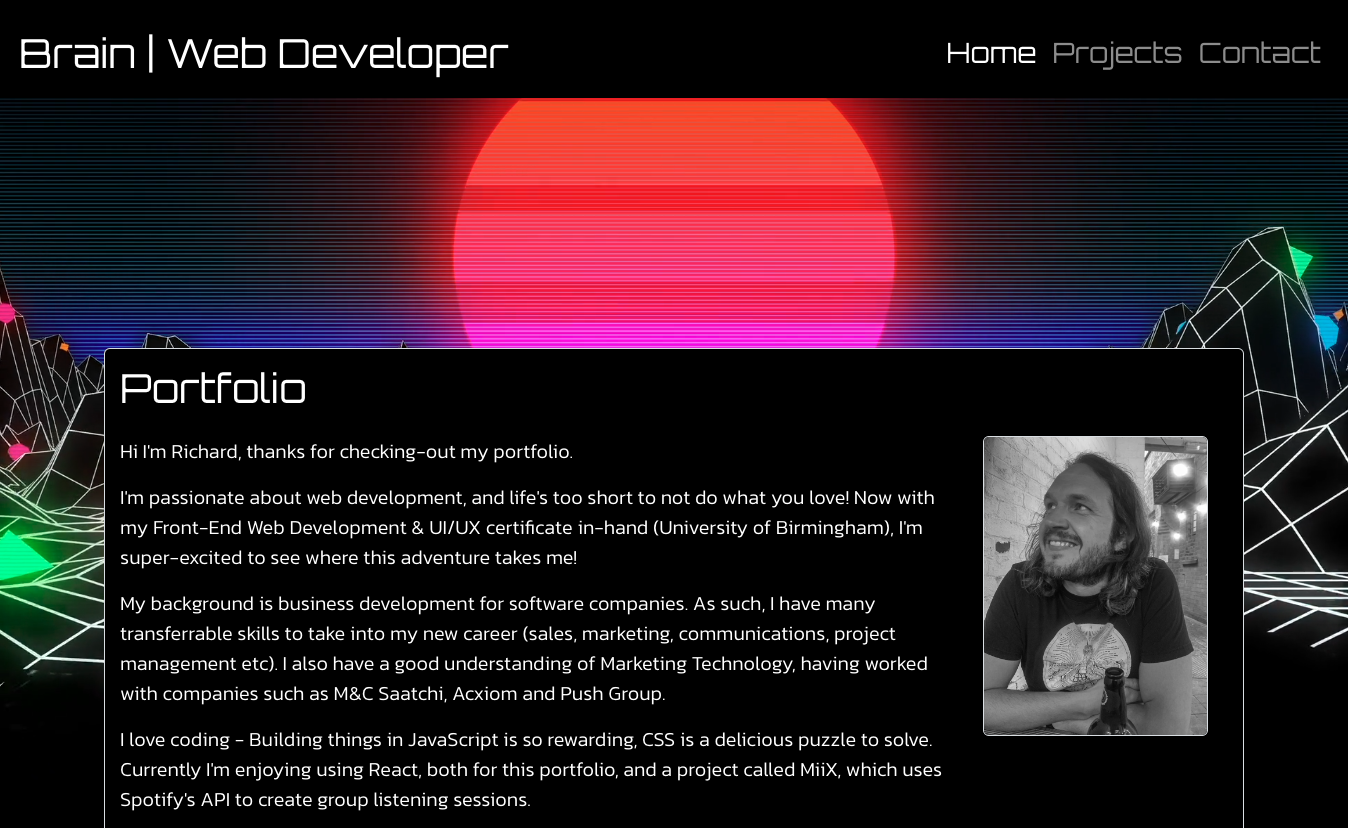 Brain | Web Developer
Home Projects Contact
Portfolio
Hi I'm Richard, thanks for checking-out my portfolio.
I'm passionate about web development, and life's too short to not do what you love! Now with
my Front-End Web Development & UI/UX certificate in-hand (University of Birmingham), I'm
super-excited to see where this adventure takes me!
My background is business development for software companies. As such, I have many
transferrable skills to take into my new career (sales, marketing, communications, project
management etc). I also have a good understanding of Marketing Technology, having worked
with companies such as M&C Saatchi, Acxiom and Push Group.
I love coding - Building things in JavaScript is so rewarding, CSS is a delicious puzzle to solve.
Currently I'm enjoying using React, both for this portfolio, and a project called MiiX, which uses
Spotify's API to create group listening sessions.